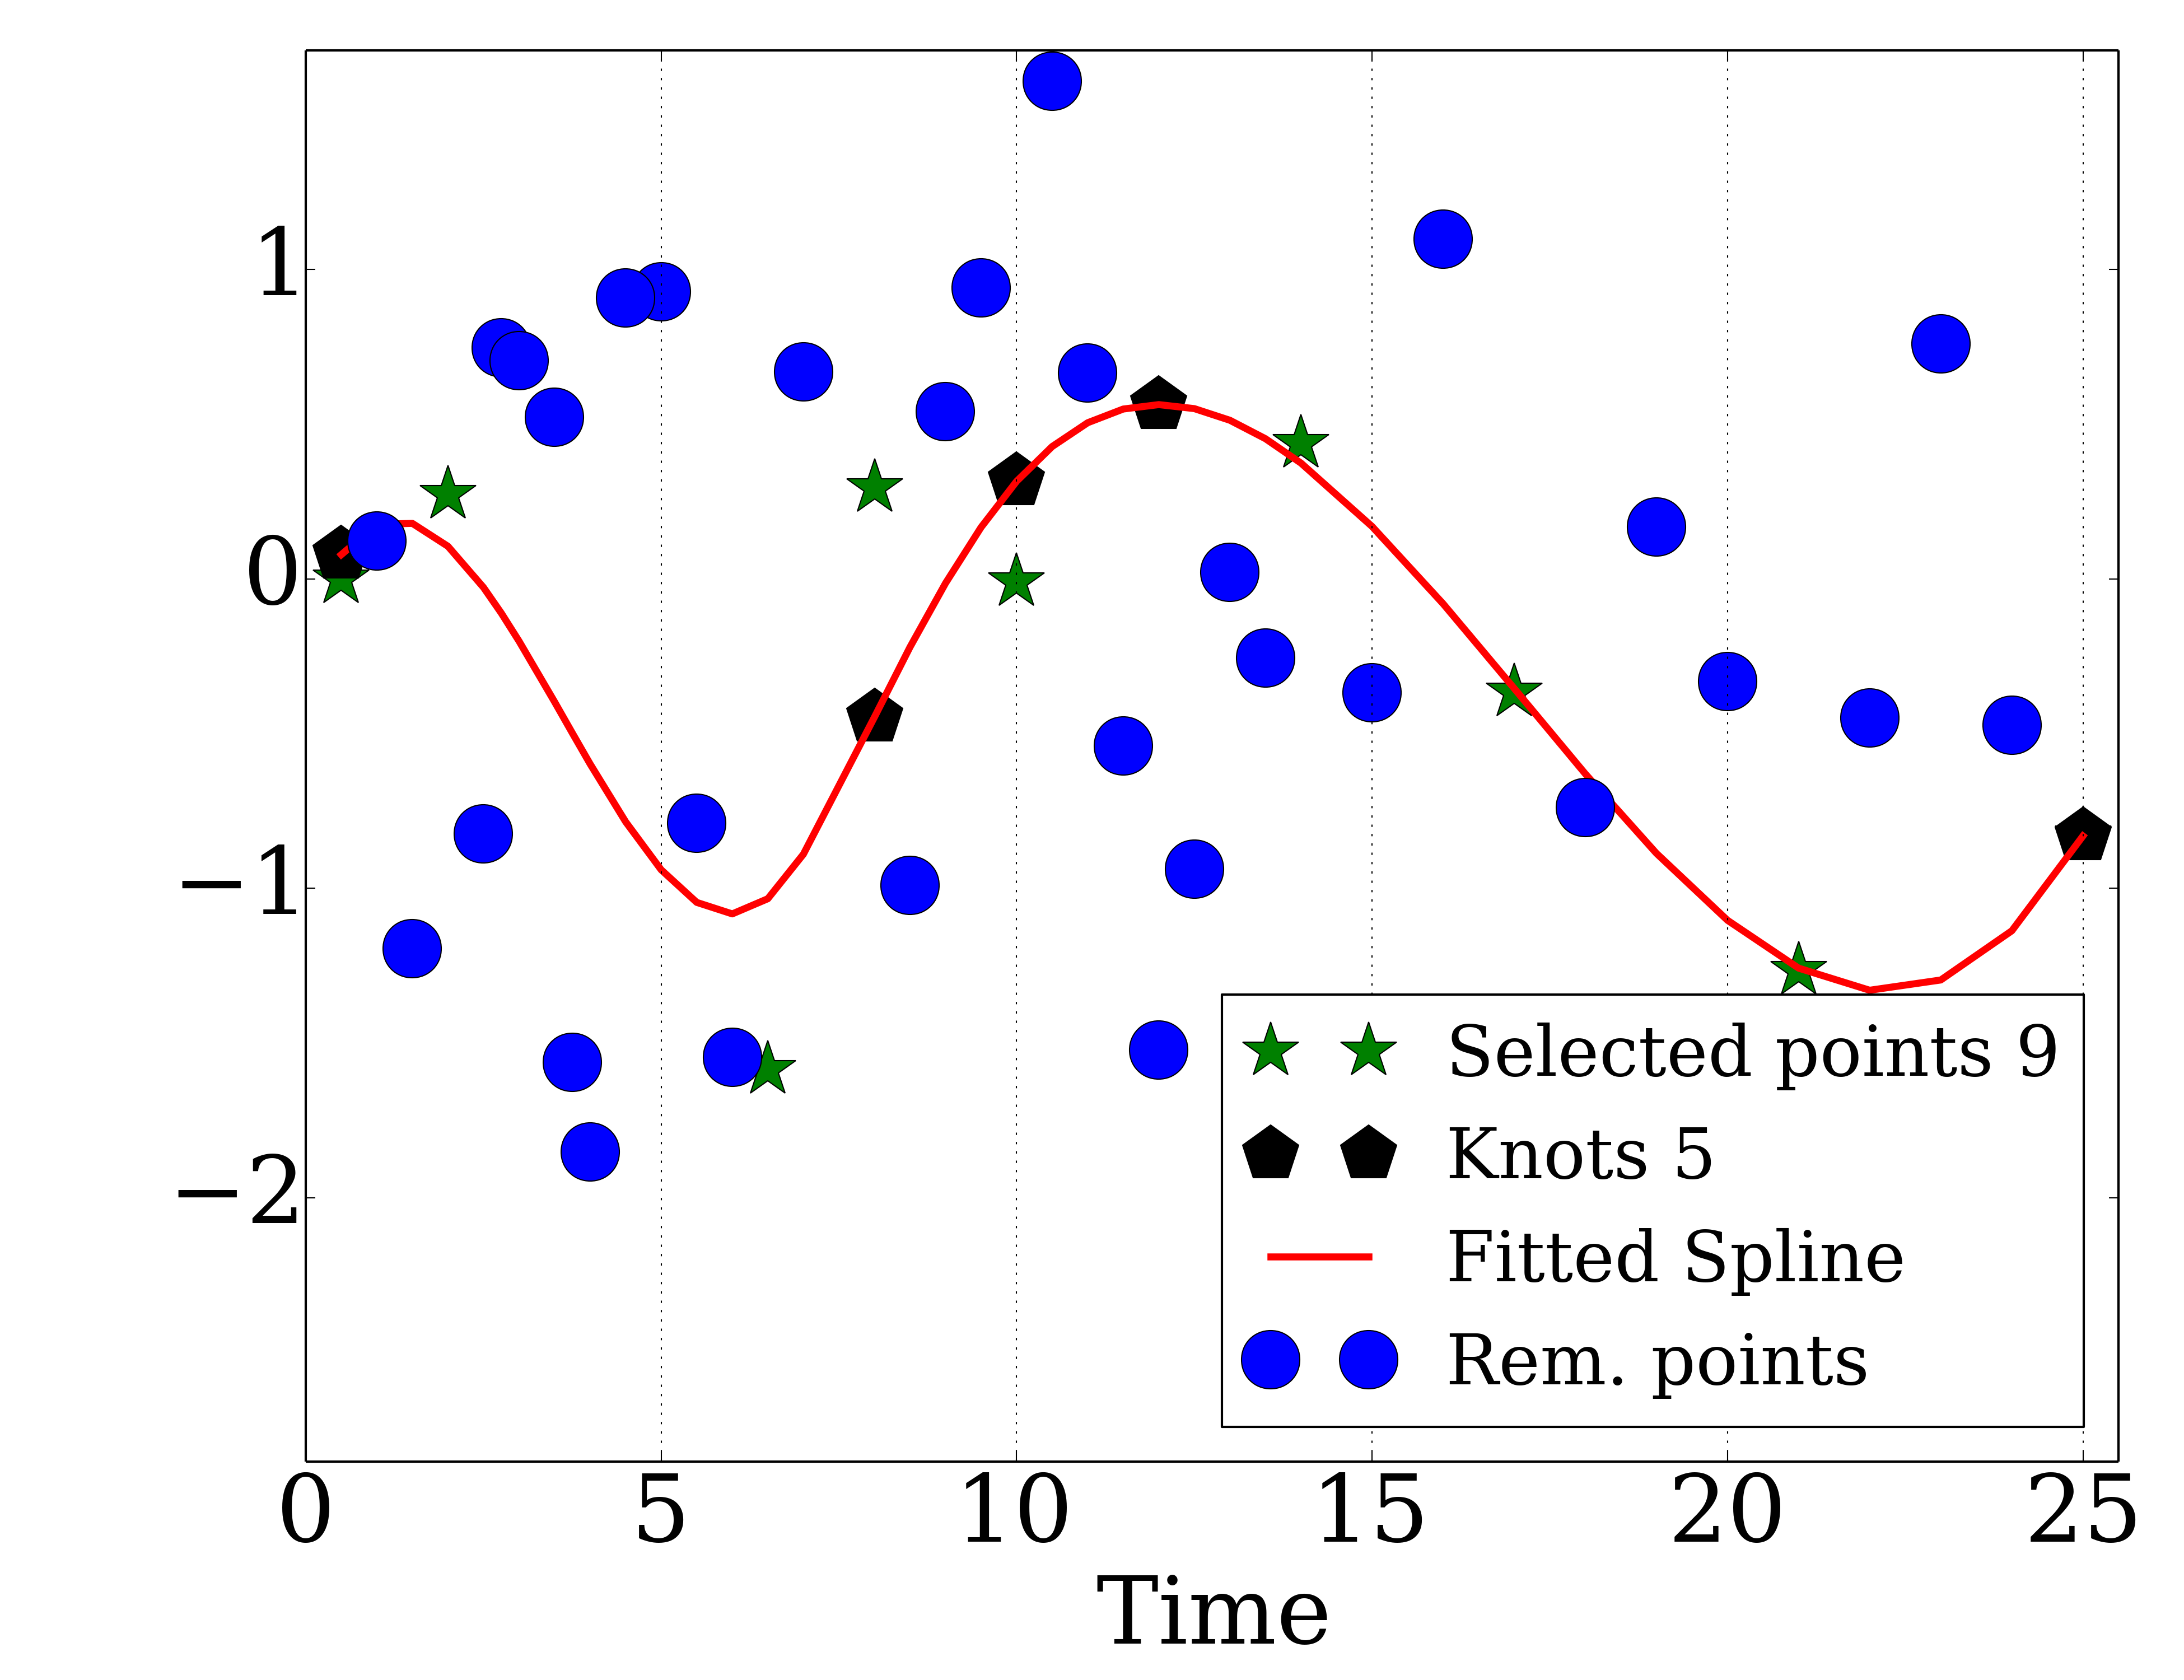 1
0
−1
−2
Selected points 9
Knots 5
Fitted Spline
Rem. points
0 5 10 15 20 25
Time